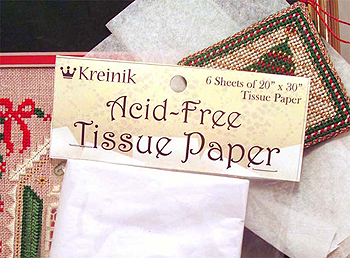 Kreinik
6 Sheets of 20" x 30"
Tissue Paper
Acid-Free
Tissue Paper